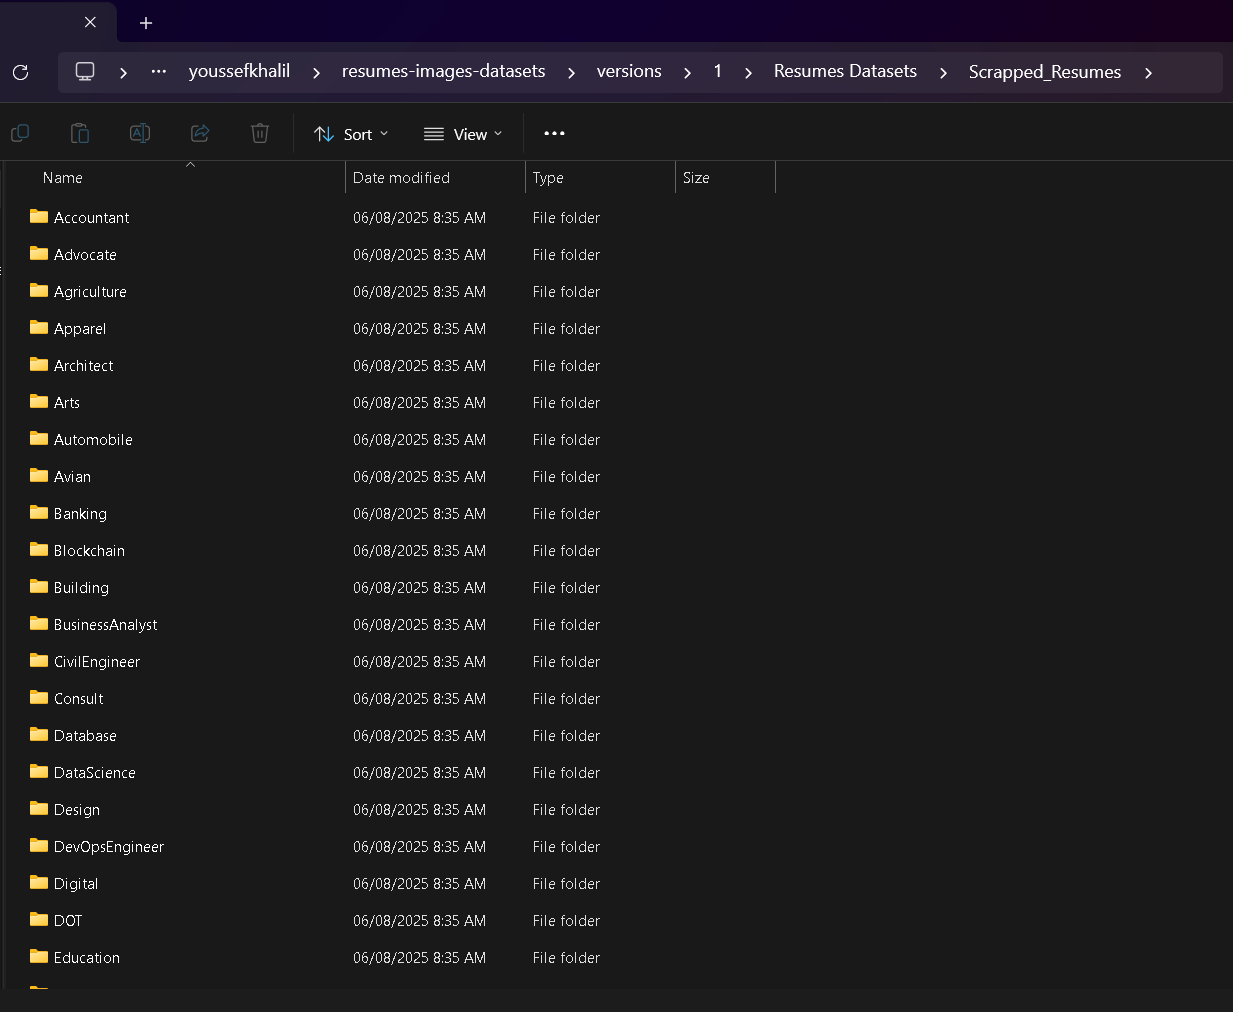 youssefkhalil > resumes-images-datasets > versions > 1 > Resumes Datasets > Scrapped_Resumes >
Sort View
Name Date modified Type Size
Accountant 06/08/2025 8:35 AM File folder
Advocate 06/08/2025 8:35 AM File folder
Agriculture 06/08/2025 8:35 AM File folder
Apparel 06/08/2025 8:35 AM File folder
Architect 06/08/2025 8:35 AM File folder
Arts 06/08/2025 8:35 AM File folder
Automobile 06/08/2025 8:35 AM File folder
Avian 06/08/2025 8:35 AM File folder
Banking 06/08/2025 8:35 AM File folder
Blockchain 06/08/2025 8:35 AM File folder
Building 06/08/2025 8:35 AM File folder
BusinessAnalyst 06/08/2025 8:35 AM File folder
CivilEngineer 06/08/2025 8:35 AM File folder
Consult 06/08/2025 8:35 AM File folder
Database 06/08/2025 8:35 AM File folder
DataScience 06/08/2025 8:35 AM File folder
Design 06/08/2025 8:35 AM File folder
DevOpsEngineer 06/08/2025 8:35 AM File folder
Digital 06/08/2025 8:35 AM File folder
DOT 06/08/2025 8:35 AM File folder
Education 06/08/2025 8:35 AM File folder